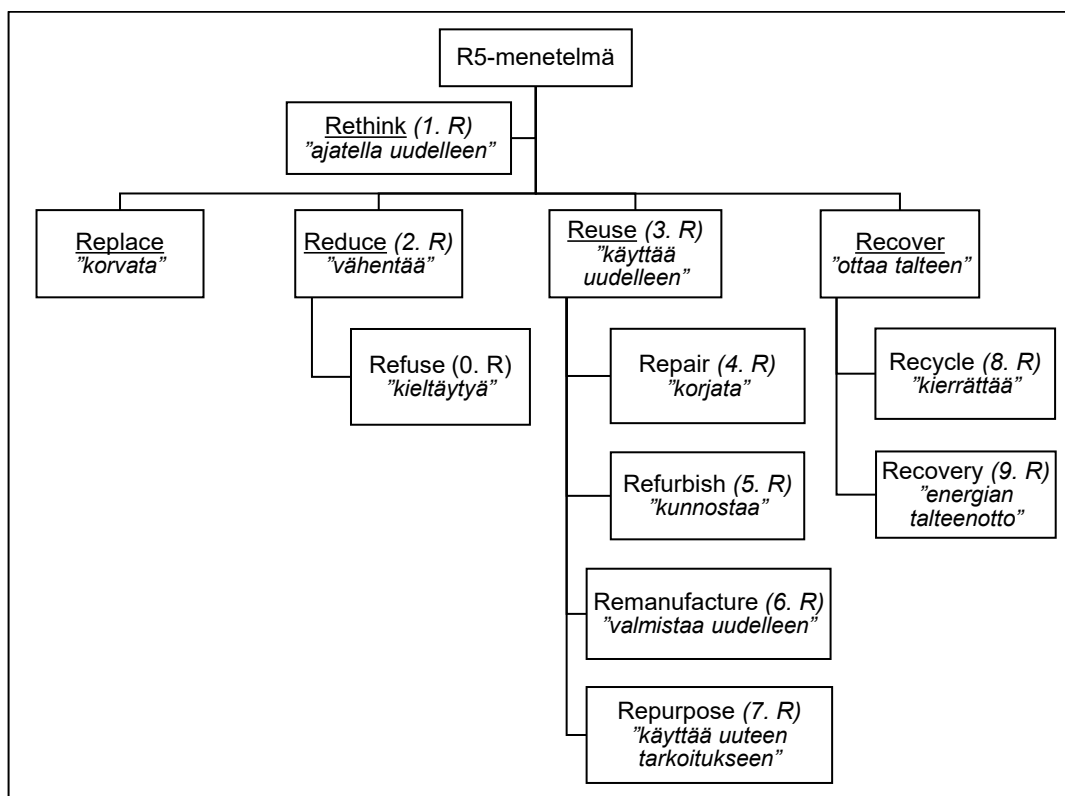 R5-menetelmä
Rethink (1. R)
”ajatella uudelleen”
Replace
”korvata”
Reduce (2. R)
”vähentää”
Reuse (3. R)
”käyttää
uudelleen”
Recover
”ottaa talteen”
Refuse (0. R)
”kieltäytyä”
Repair (4. R)
”korjata”
Recycle (8. R)
”kierrättää”
Refurbish (5. R)
”kunnostaa”
Recovery (9. R)
”energian
talteenotto”
Remanufacture (6. R)
”valmistaa uudelleen”
Repurpose (7. R)
”käyttää uuteen
tarkoitukseen”